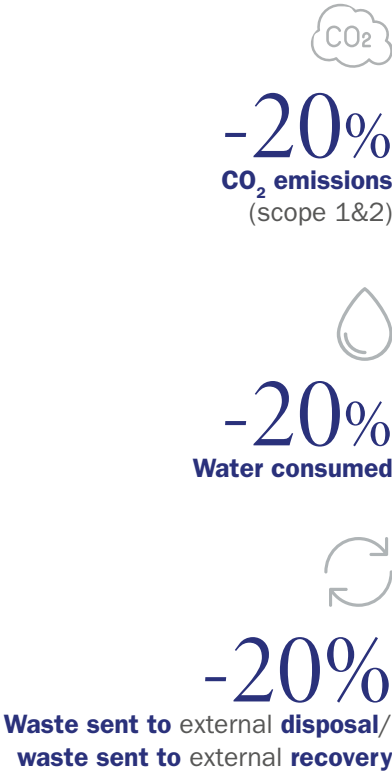 CO2
-20%
CO₂ emissions
(scope 1&2)
-20%
Water consumed
-20%
Waste sent to external disposal/
waste sent to external recovery